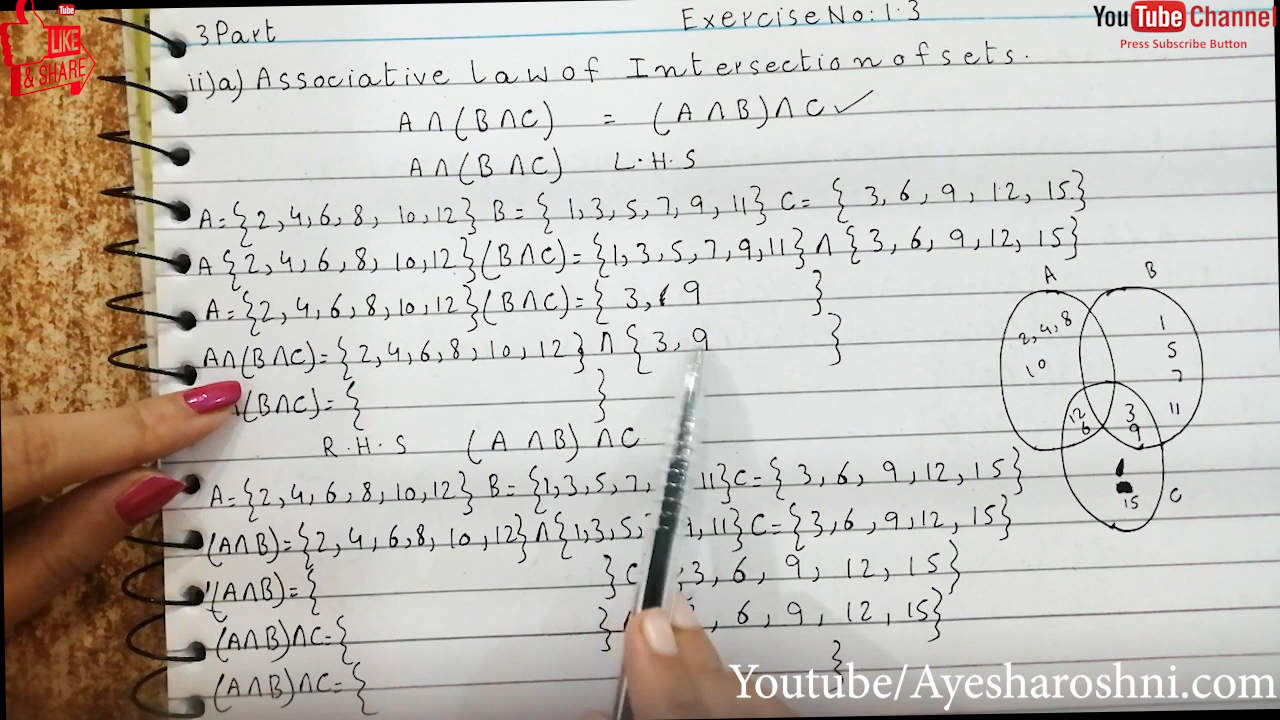 Tube
LIKE
& SHARE
YouTube Channel
Press Subscribe Button
3 Part Exercise No: 1.3
ii)a) Associative law of Intersection of sets.
A∩(B∩C) = (A∩B)∩C✓
A∩(B∩C) L.H.S
A={2,4,6,8,10,12} B={1,3,5,7,9,11} C={3,6,9,12,15}
A{2,4,6,8,10,12}(B∩C)={1,3,5,7,9,11}∩{3,6,9,12,15}
A={2,4,6,8,10,12}(B∩C)={3, 9 }
A∩(B∩C)={2,4,6,8,10,12}∩{3,9 }
(B∩C)={ }
R.H.S (A∩B)∩C
A={2,4,6,8,10,12} B={1,3,5,7, 11}C={3,6,9,12,15}
(A∩B)={2,4,6,8,10,12}∩{1,3,5, 11}C={3,6,9,12,15}
(A∩B)={ }C 3,6,9,12,15}
(A∩B)∩C={ } 6,9,12,15}
(A∩B)∩C={ }
A B
2,4,8 1
10 5
7
12 3 11
6 9
15 C
Youtube/Ayesharoshni.com